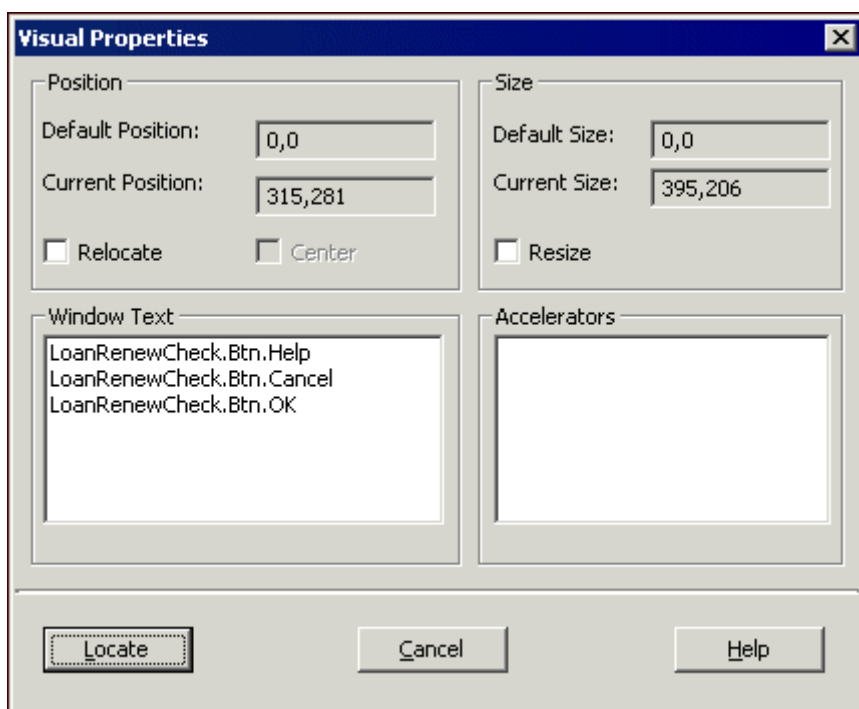 Visual Properties
Position
Default Position:
0,0
Current Position:
315,281
Relocate
Center
Size
Default Size:
0,0
Current Size:
395,206
Resize
Window Text
LoanRenewCheck.Btn.Help
LoanRenewCheck.Btn.Cancel
LoanRenewCheck.Btn.OK
Accelerators
Locate
Cancel
Help